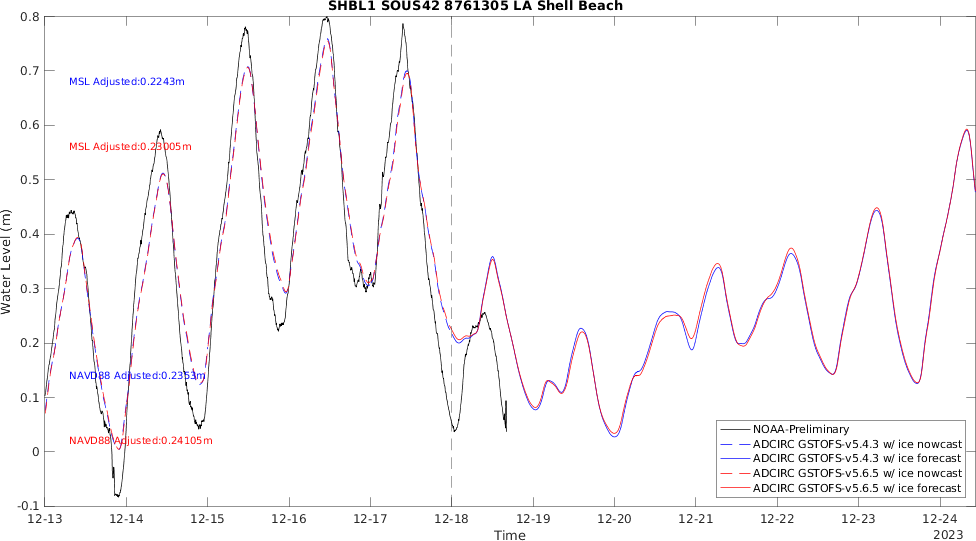 SHBL1 SOUS42 8761305 LA Shell Beach
0.8
0.7
0.6
0.5
0.4
0.3
0.2
0.1
0
-0.1
Water Level (m)
MSL Adjusted:0.2243m
MSL Adjusted:0.23005m
NAVD88 Adjusted:0.2353m
NAVD88 Adjusted:0.24105m
NOAA-Preliminary
ADCIRC GSTOFS-v5.4.3 w/ ice nowcast
ADCIRC GSTOFS-v5.4.3 w/ ice forecast
ADCIRC GSTOFS-v5.6.5 w/ ice nowcast
ADCIRC GSTOFS-v5.6.5 w/ ice forecast
12-13 12-14 12-15 12-16 12-17 12-18 12-19 12-20 12-21 12-22 12-23 12-24
Time
2023